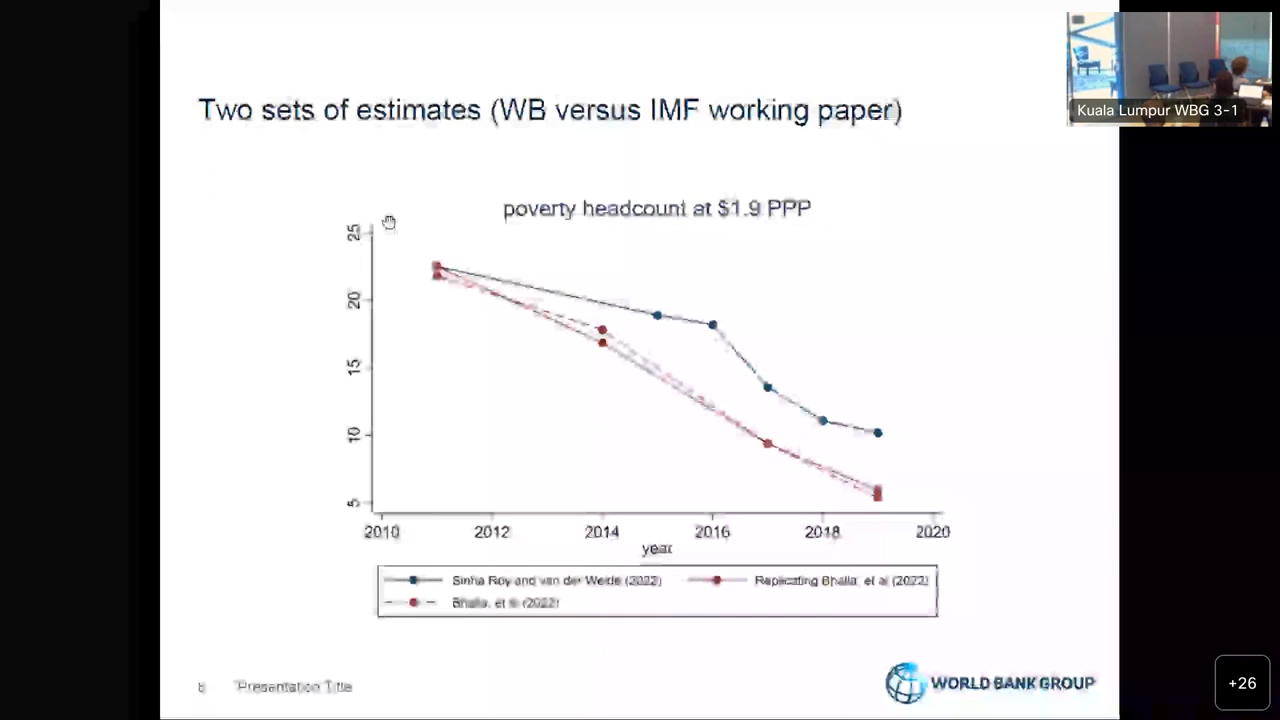 Two sets of estimates (WB versus IMF working paper)
Kuala Lumpur WBG 3-1
poverty headcount at $1.9 PPP
25
20
15
10
5
2010 2012 2014 2016 2018 2020
year
Sinha Roy and van der Weide (2022) Replicating Bhalla, et al (2022)
Bhalla, et al (2022)
Presentation Title
WORLD BANK GROUP
+26